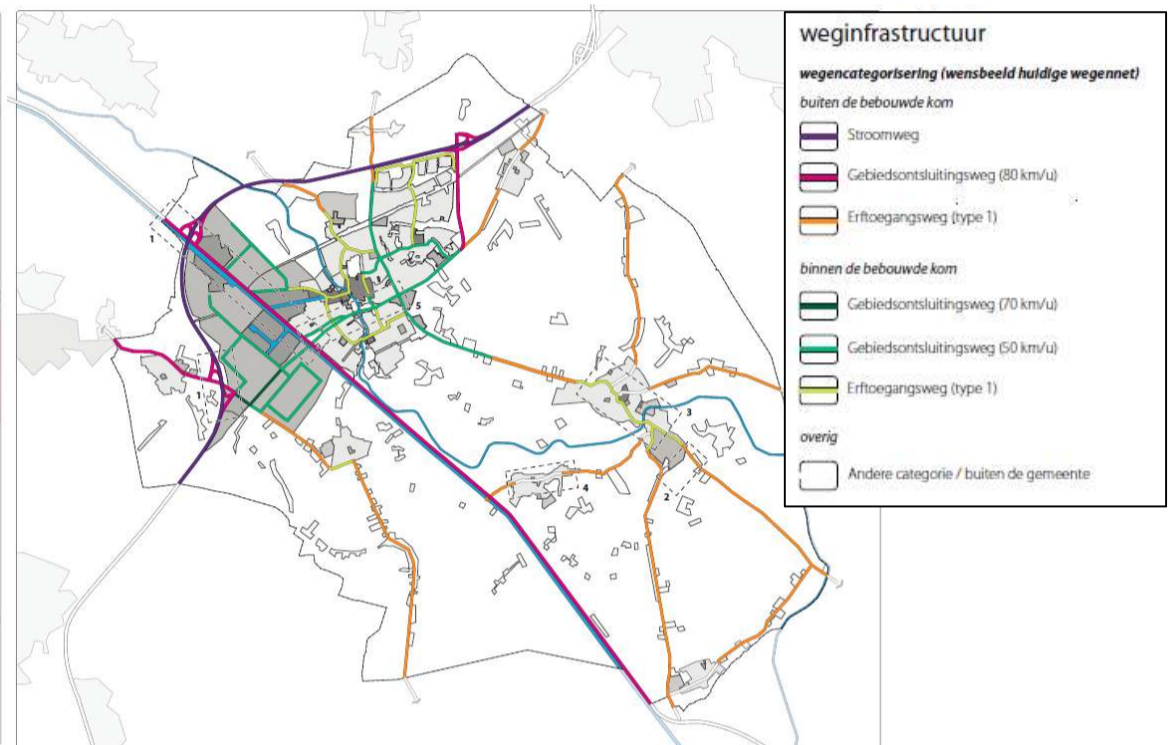 weginfrastructuur
wegencategorisering (wensbeeld huidige wegennet)
buiten de bebouwde kom
Stroomweg
Gebiedsontsluitingsweg (80 km/u)
Erftoegangsweg (type 1)
binnen de bebouwde kom
Gebiedsontsluitingsweg (70 km/u)
Gebiedsontsluitingsweg (50 km/u)
Erftoegangsweg (type 1)
overig
Andere categorie / buiten de gemeente
1
5
1
3
4
2